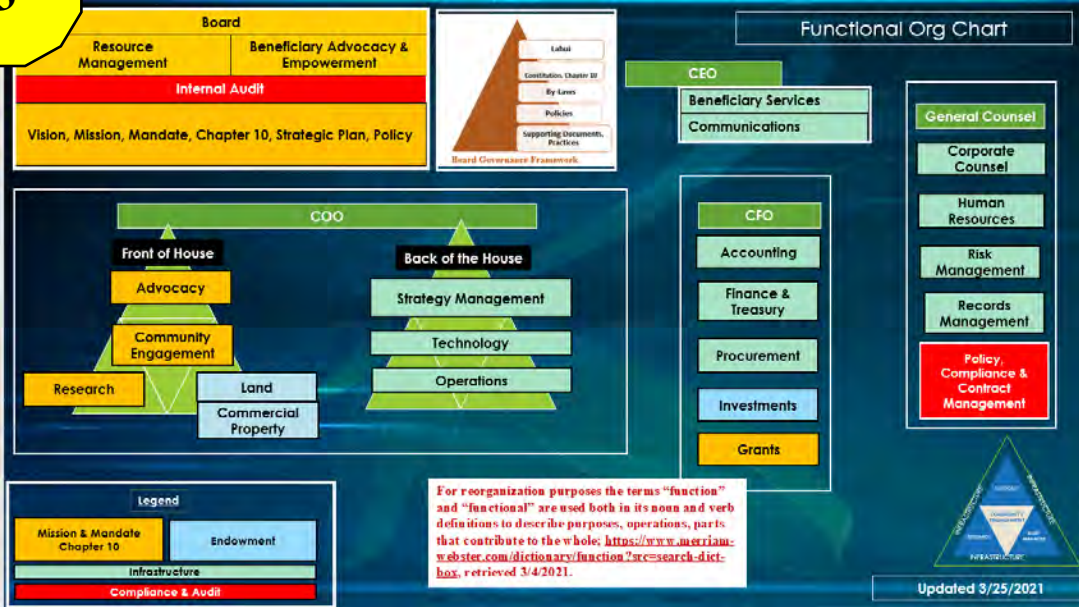 Functional Org Chart
Board
Resource
Management
Beneficiary Advocacy &
Empowerment
Internal Audit
Vision, Mission, Mandate, Chapter 10, Strategic Plan, Policy
Lahui
Constitution, Chapter 10
By-Laws
Policies
Supporting Documents,
Practices
Board Governance Framework
CEO
Beneficiary Services
Communications
General Counsel
Corporate
Counsel
Human
Resources
Risk
Management
Records
Management
Policy,
Compliance &
Contract
Management
COO
Front of House
Advocacy
Community
Engagement
Research
Land
Commercial
Property
Back of the House
Strategy Management
Technology
Operations
CFO
Accounting
Finance &
Treasury
Procurement
Investments
Grants
Legend
Mission & Mandate
Chapter 10
Endowment
Infrastructure
Compliance & Audit
For reorganization purposes the terms “function”
and “functional” are used both in its noun and verb
definitions to describe purposes, operations, parts
that contribute to the whole; https://www.merriam-
webster.com/dictionary/function?src=search-dict-
box, retrieved 3/4/2021.
INFRASTRUCTURE
INFRASTRUCTURE
INFRASTRUCTURE
Updated 3/25/2021